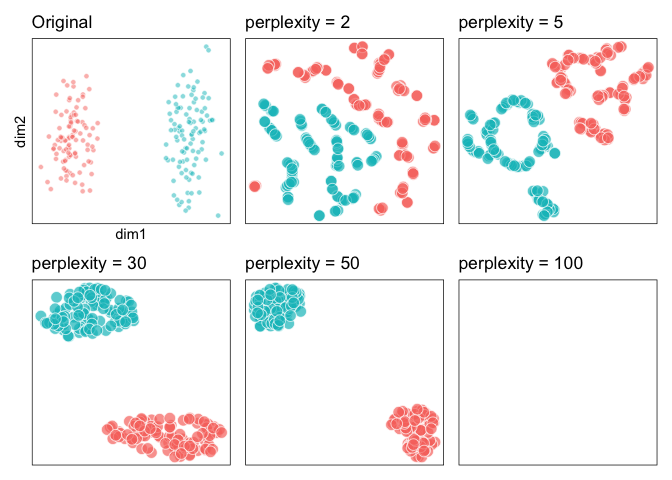 Original
perplexity = 2
perplexity = 5
dim2
dim1
perplexity = 30
perplexity = 50
perplexity = 100